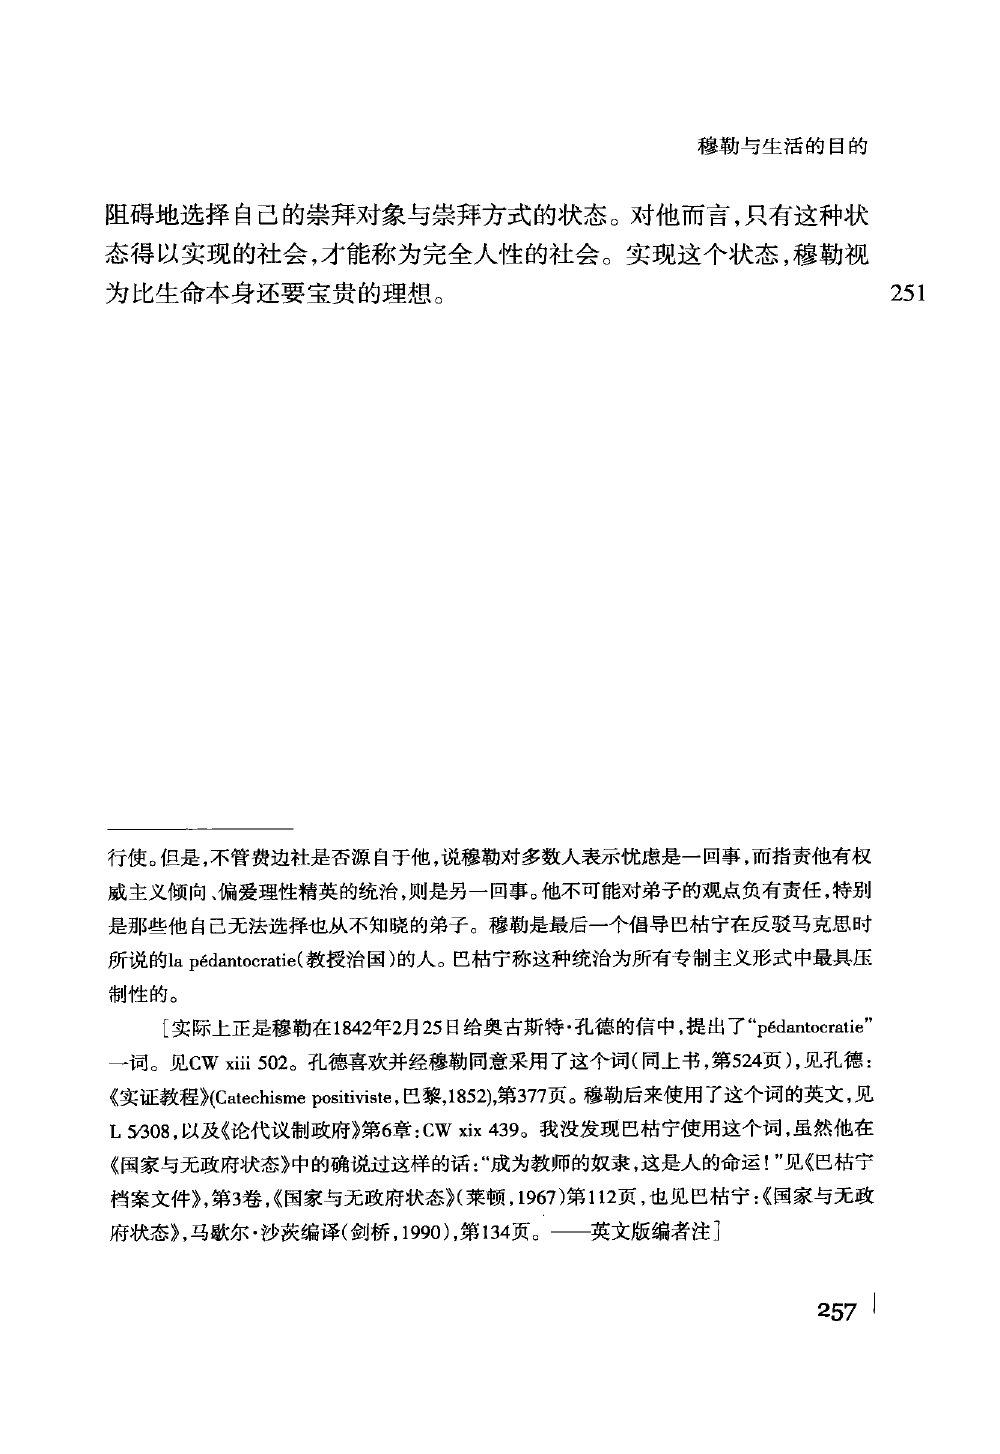 穆勒与生活的目的
阻碍地选择自己的崇拜对象与崇拜方式的状态。对他而言,只有这种状
态得以实现的社会,才能称为完全人性的社会。实现这个状态,穆勒视
为比生命本身还要宝贵的理想。
251
行使。但是,不管费边社是否源自于他,说穆勒对多数人表示忧虑是一回事,而指责他有权
威主义倾向、偏爱理性精英的统治,则是另一回事。他不可能对弟子的观点负有责任,特别
是那些他自己无法选择也从不知晓的弟子。穆勒是最后一个倡导巴枯宁在反驳马克思时
所说的la pédantocratie(教授治国)的人。巴枯宁称这种统治为所有专制主义形式中最具压
制性的。
[实际上正是穆勒在1842年2月25日给奥古斯特·孔德的信中,提出了“pédantocratie”
一词。见CW xiii 502。孔德喜欢并经穆勒同意采用了这个词(同上书,第524页),见孔德:
《实证教程》(Catechisme positiviste,巴黎,1852),第377页。穆勒后来使用了这个词的英文,见
L 5/308,以及《论代议制政府》第6章:CW xix 439。我没发现巴枯宁使用这个词,虽然他在
《国家与无政府状态》中的确说过这样的话:“成为教师的奴隶,这是人的命运!”见《巴枯宁
档案文件》,第3卷,《国家与无政府状态》(莱顿,1967)第112页,也见巴枯宁:《国家与无政
府状态》,马歇尔·沙茨编译(剑桥,1990),第134页。——英文版编者注]
257